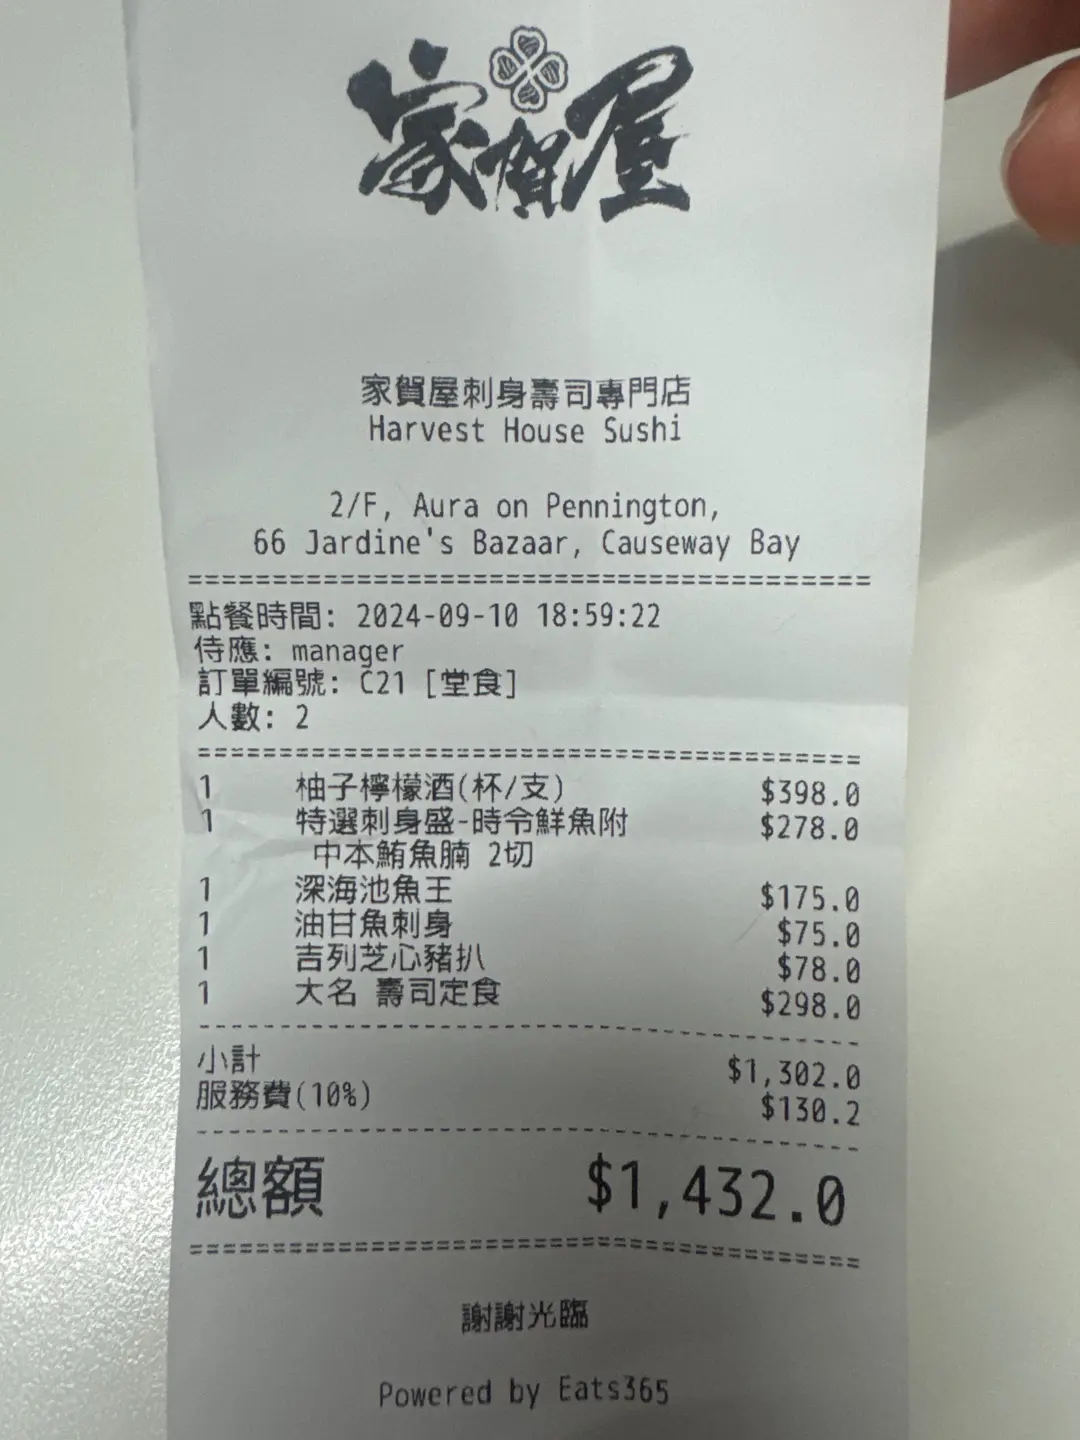 家賀屋
家賀屋刺身壽司專門店
Harvest House Sushi
2/F, Aura on Pennington,
66 Jardine's Bazaar, Causeway Bay
========================================
點餐時間: 2024-09-10 18:59:22
侍應: manager
訂單編號: C21 [堂食]
人數: 2
========================================
1 柚子檸檬酒(杯/支) $398.0
1 特選刺身盛-時令鮮魚附 $278.0
中本鮪魚腩 2切
1 深海池魚王 $175.0
1 油甘魚刺身 $75.0
1 吉列芝心豬扒 $78.0
1 大名 壽司定食 $298.0
----------------------------------------
小計 $1,302.0
服務費(10%) $130.2
----------------------------------------
總額 $1,432.0
========================================
謝謝光臨
Powered by Eats365